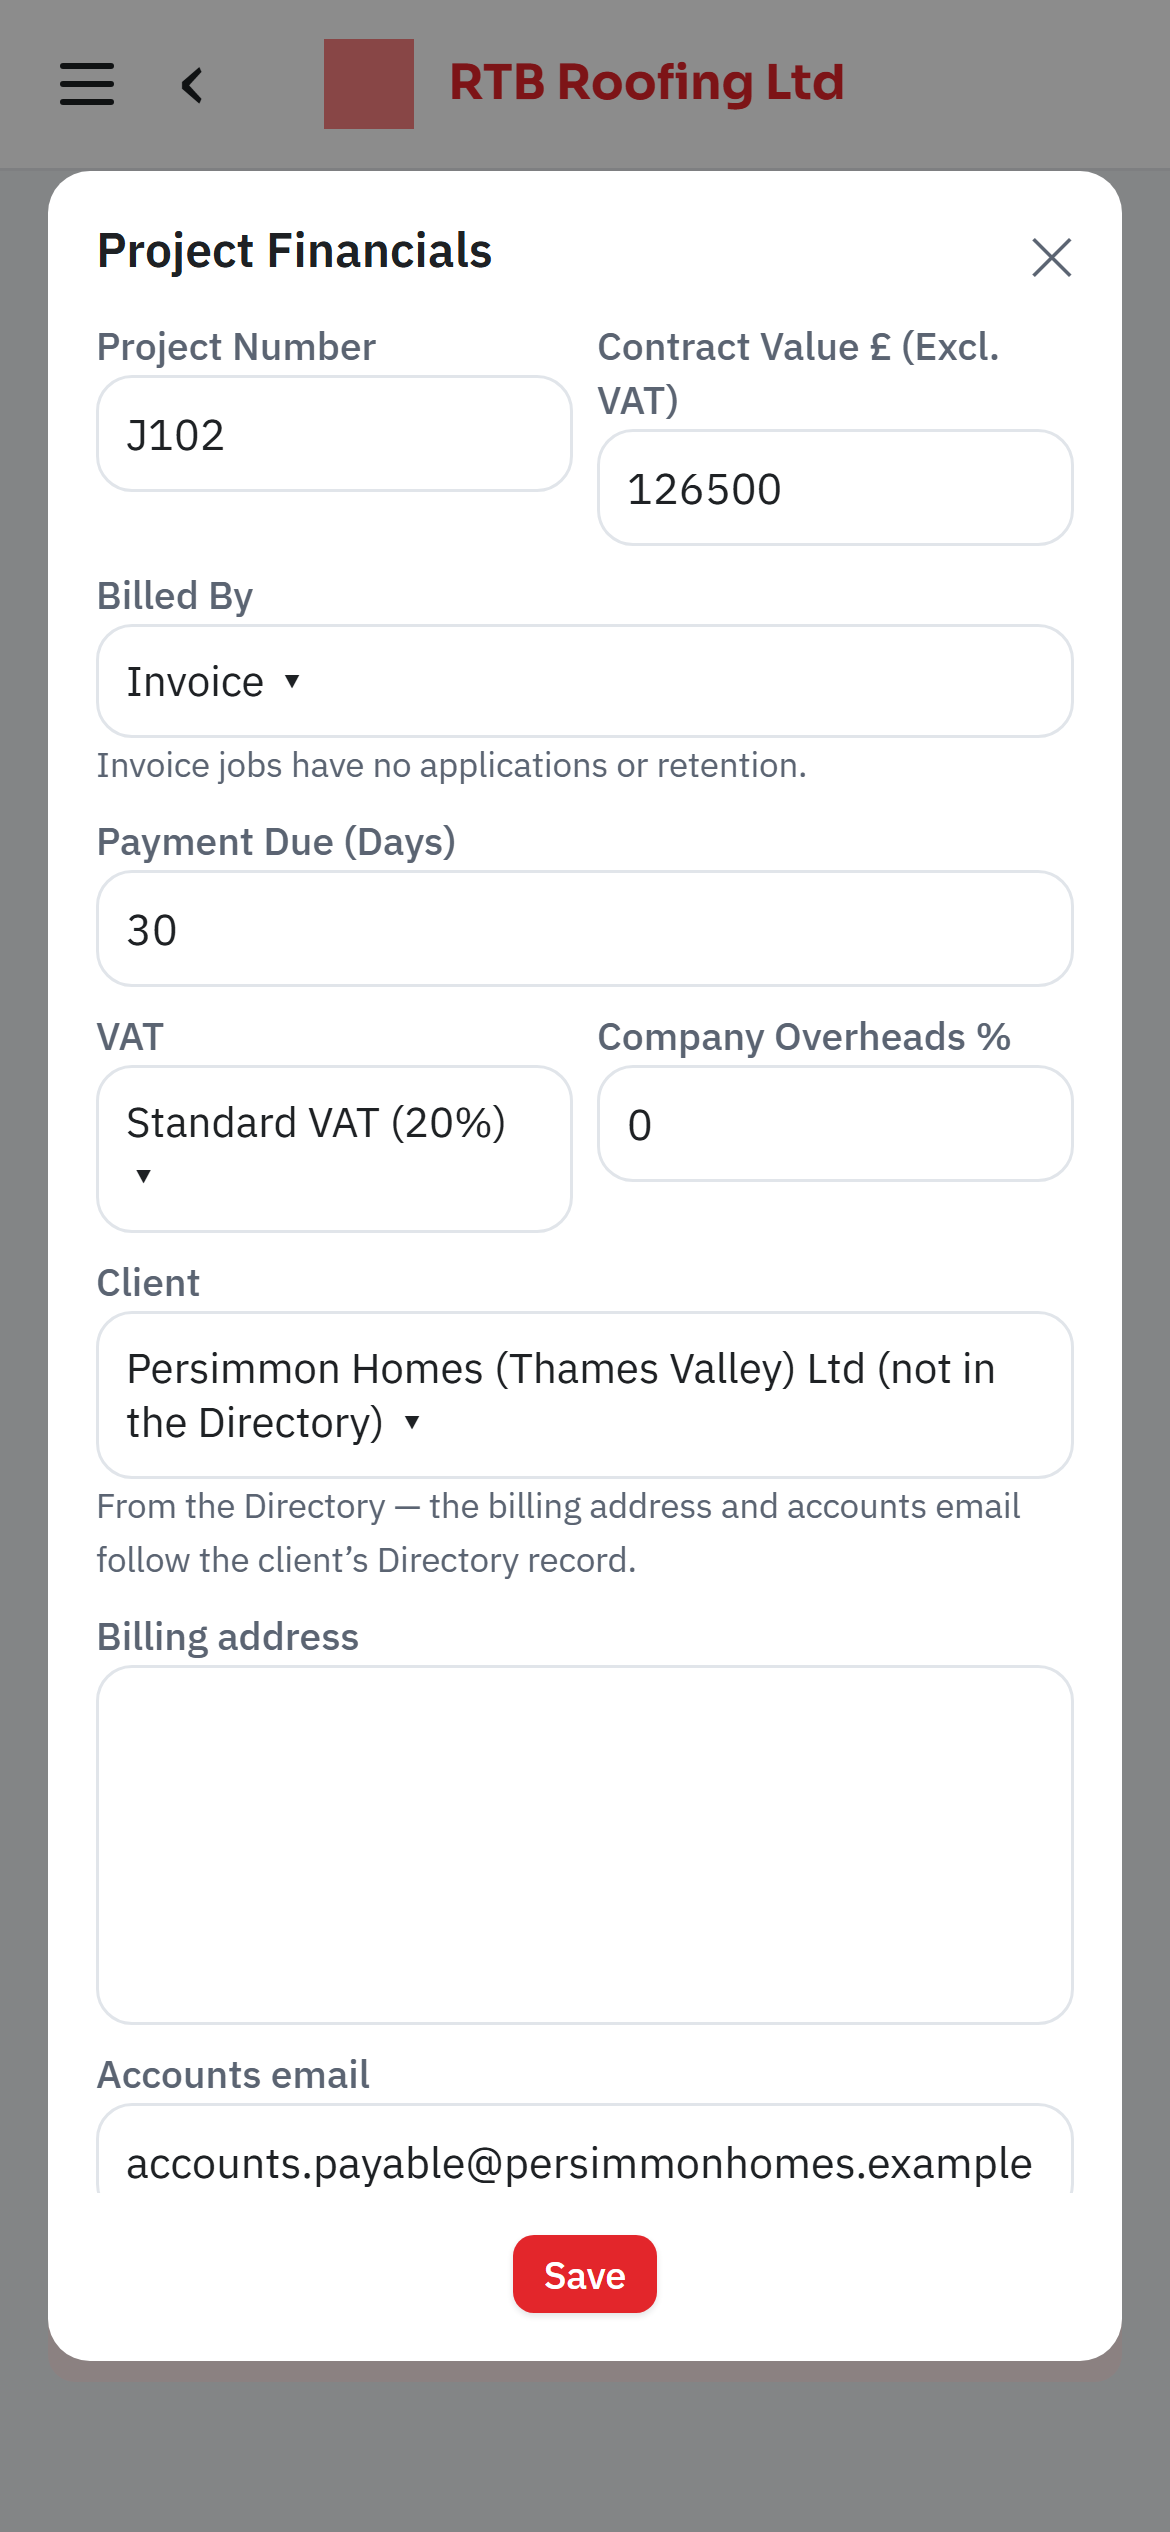 RTB Roofing Ltd
Project Financials
Project Number
J102
Contract Value £ (Excl.
VAT)
126500
Billed By
Invoice ▼
Invoice jobs have no applications or retention.
Payment Due (Days)
30
VAT
Standard VAT (20%)
▼
Company Overheads %
0
Client
Persimmon Homes (Thames Valley) Ltd (not in
the Directory) ▼
From the Directory — the billing address and accounts email
follow the client’s Directory record.
Billing address
Accounts email
accounts.payable@persimmonhomes.example
Save